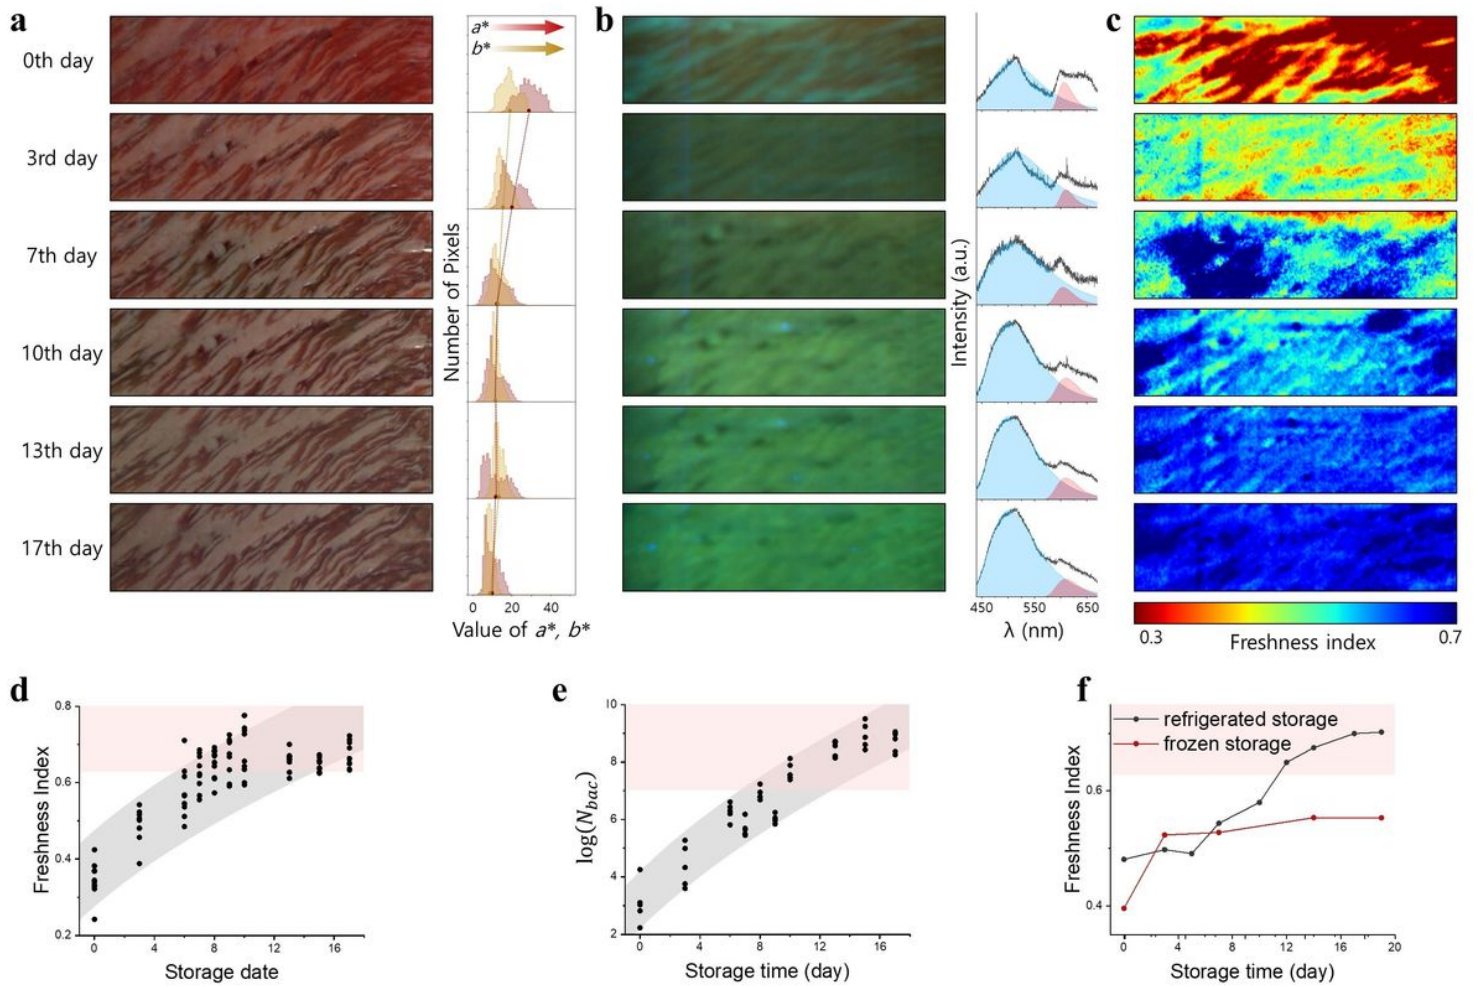 a
b
c
a*
b*
0th day
3rd day
7th day
10th day
13th day
17th day
Number of Pixels
0 20 40
Value of a*, b*
Intensity (a.u.)
450 550 650
λ (nm)
0.3 0.7
Freshness index
d
0.8
0.6
0.4
0.2
Freshness Index
0 4 8 12 16
Storage date
e
10
8
6
4
2
log(N_bac)
0 4 8 12 16
Storage time (day)
f
refrigerated storage
frozen storage
0.6
0.4
Freshness Index
0 4 8 12 16 20
Storage time (day)